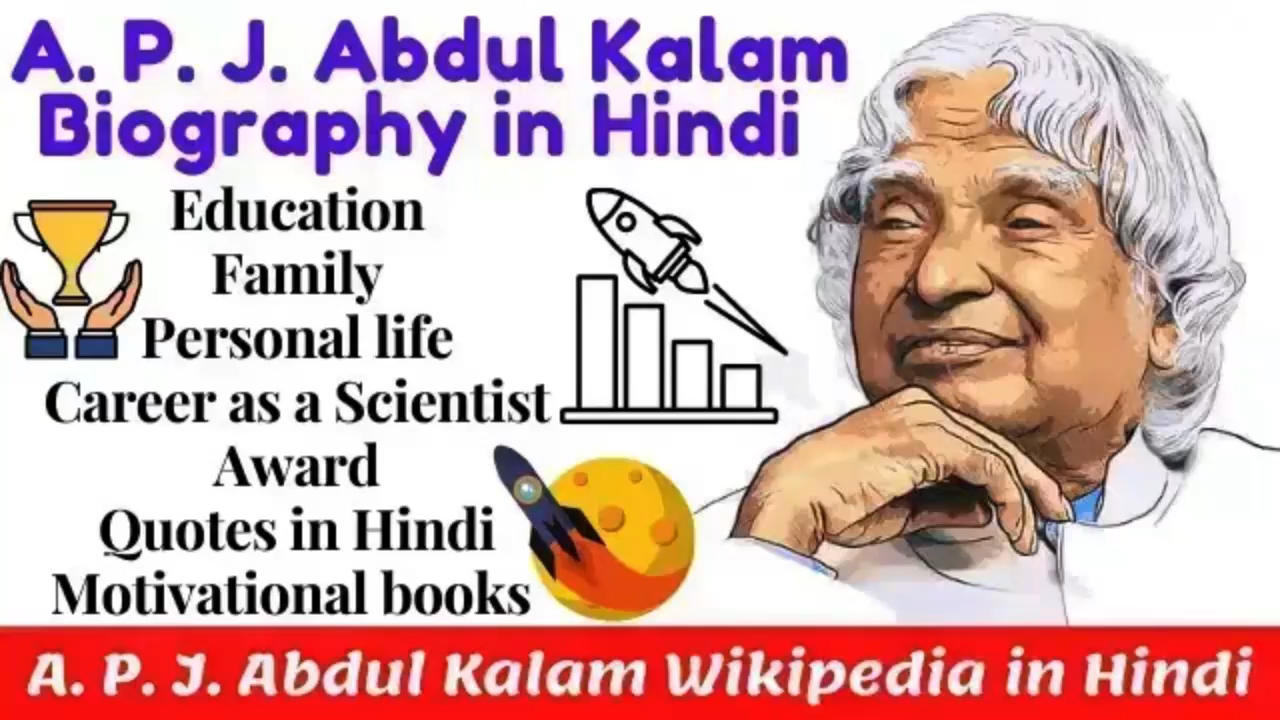 A. P. J. Abdul Kalam
Biography in Hindi
Education
Family
Personal life
Career as a Scientist
Award
Quotes in Hindi
Motivational books
A. P. J. Abdul Kalam Wikipedia in Hindi